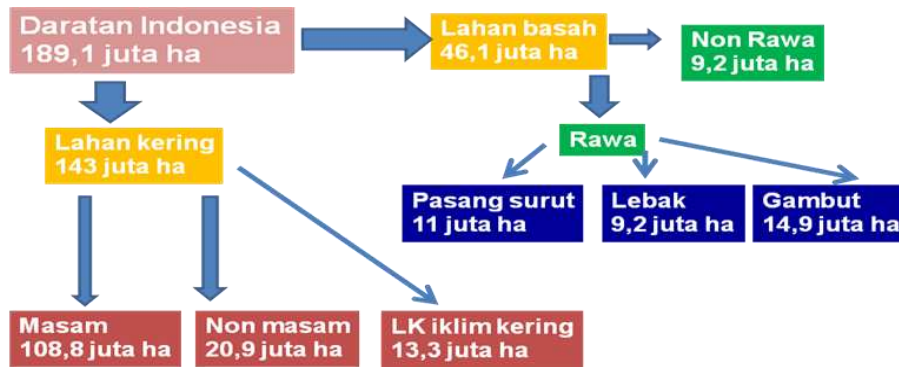 Daratan Indonesia
189,1 juta ha
Lahan basah
46,1 juta ha
Non Rawa
9,2 juta ha
Lahan kering
143 juta ha
Rawa
Pasang surut
11 juta ha
Lebak
9,2 juta ha
Gambut
14,9 juta ha
Masam
108,8 juta ha
Non masam
20,9 juta ha
LK iklim kering
13,3 juta ha